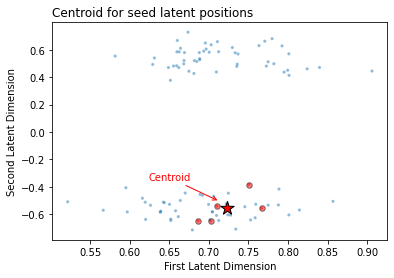 Centroid for seed latent positions
Second Latent Dimension
0.6
0.4
0.2
0.0
−0.2
−0.4
−0.6
Centroid
0.55 0.60 0.65 0.70 0.75 0.80 0.85 0.90
First Latent Dimension